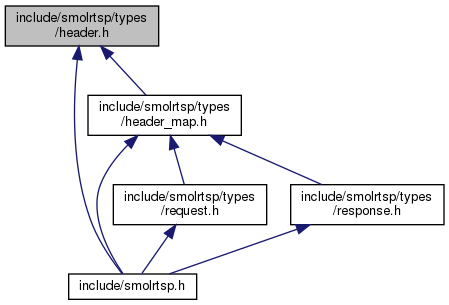 include/smolrtsp/types
/header.h
include/smolrtsp/types
/header_map.h
include/smolrtsp/types
/request.h
include/smolrtsp/types
/response.h
include/smolrtsp.h